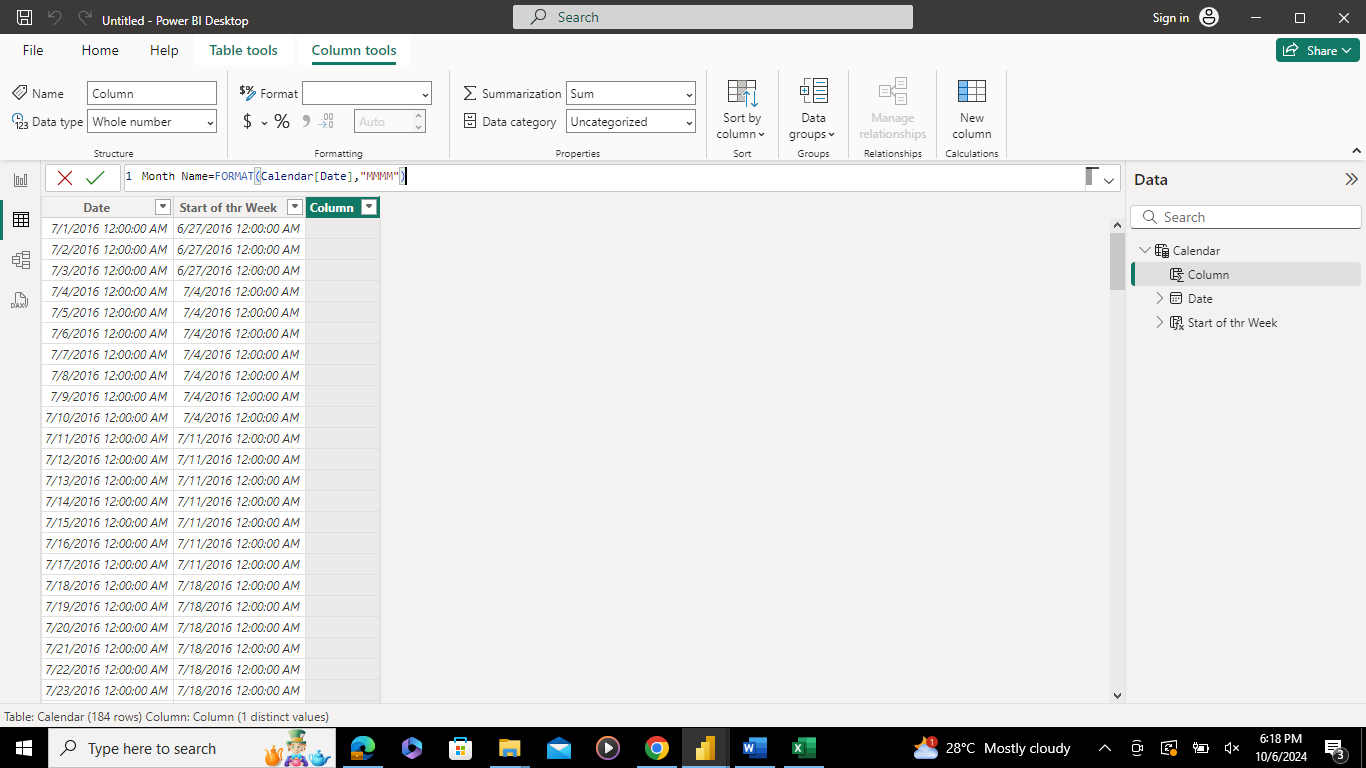 Untitled - Power BI Desktop
Search
Sign in
File Home Help Table tools Column tools
Share
Name Column
Data type Whole number
Structure
Format
$ % 9 .00 Auto
Formatting
Summarization Sum
Data category Uncategorized
Properties
Sort by column
Sort
Data groups
Groups
Manage relationships
Relationships
New column
Calculations
1 Month Name=FORMAT(Calendar[Date],"MMMM")
Date Start of thr Week Column
7/1/2016 12:00:00 AM 6/27/2016 12:00:00 AM
7/2/2016 12:00:00 AM 6/27/2016 12:00:00 AM
7/3/2016 12:00:00 AM 6/27/2016 12:00:00 AM
7/4/2016 12:00:00 AM 7/4/2016 12:00:00 AM
7/5/2016 12:00:00 AM 7/4/2016 12:00:00 AM
7/6/2016 12:00:00 AM 7/4/2016 12:00:00 AM
7/7/2016 12:00:00 AM 7/4/2016 12:00:00 AM
7/8/2016 12:00:00 AM 7/4/2016 12:00:00 AM
7/9/2016 12:00:00 AM 7/4/2016 12:00:00 AM
7/10/2016 12:00:00 AM 7/4/2016 12:00:00 AM
7/11/2016 12:00:00 AM 7/11/2016 12:00:00 AM
7/12/2016 12:00:00 AM 7/11/2016 12:00:00 AM
7/13/2016 12:00:00 AM 7/11/2016 12:00:00 AM
7/14/2016 12:00:00 AM 7/11/2016 12:00:00 AM
7/15/2016 12:00:00 AM 7/11/2016 12:00:00 AM
7/16/2016 12:00:00 AM 7/11/2016 12:00:00 AM
7/17/2016 12:00:00 AM 7/11/2016 12:00:00 AM
7/18/2016 12:00:00 AM 7/18/2016 12:00:00 AM
7/19/2016 12:00:00 AM 7/18/2016 12:00:00 AM
7/20/2016 12:00:00 AM 7/18/2016 12:00:00 AM
7/21/2016 12:00:00 AM 7/18/2016 12:00:00 AM
7/22/2016 12:00:00 AM 7/18/2016 12:00:00 AM
7/23/2016 12:00:00 AM 7/18/2016 12:00:00 AM
Data
Search
Calendar
Column
Date
Start of thr Week
Table: Calendar (184 rows) Column: Column (1 distinct values)
Type here to search
28°C Mostly cloudy
6:18 PM
10/6/2024
3